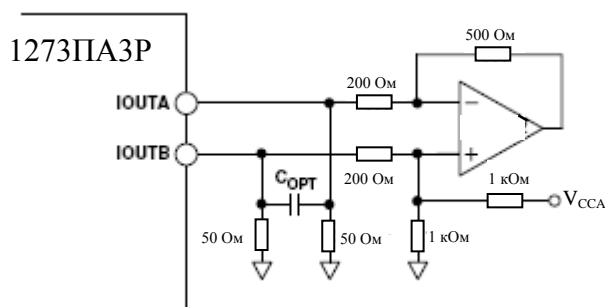 1273ПА3Р
500 Ом
200 Ом
IOUTA
IOUTB
COPT
200 Ом
1 кОм
VCCA
50 Ом
50 Ом
1 кОм